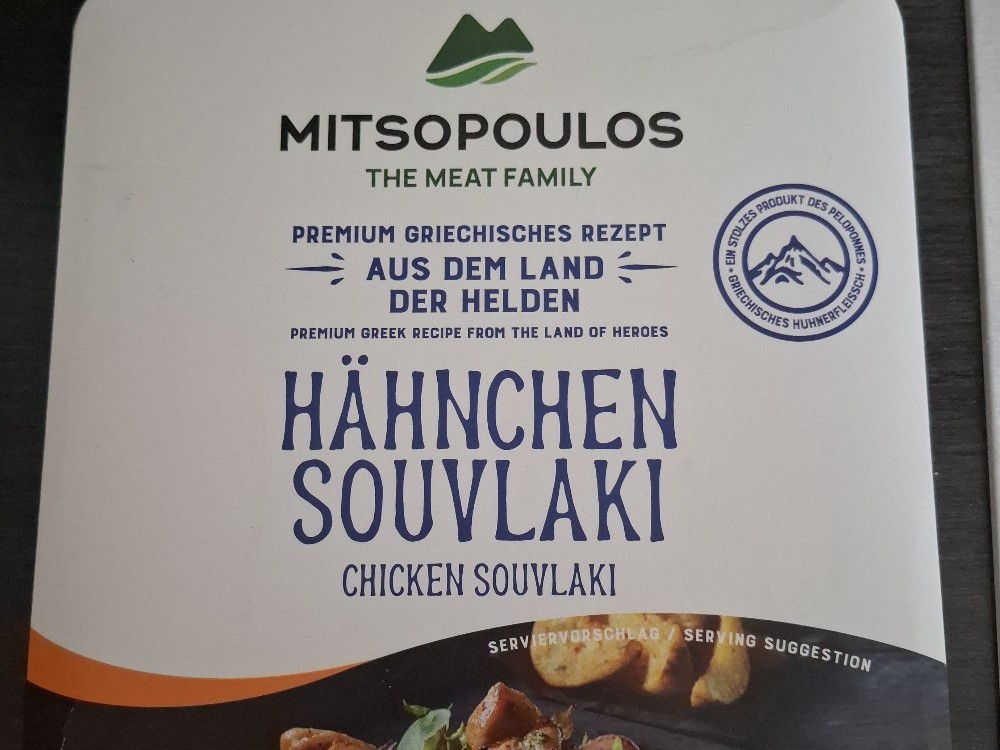 MITSOPOULOS
THE MEAT FAMILY
PREMIUM GRIECHISCHES REZEPT
AUS DEM LAND
DER HELDEN
PREMIUM GREEK RECIPE FROM THE LAND OF HEROES
EIN STOLZES PRODUKT DES PELOPONNES
GRIECHISCHES HUHNERFLEISSCH
HÄHNCHEN
SOUVLAKI
CHICKEN SOUVLAKI
SERVIERVORSCHLAG / SERVING SUGGESTION